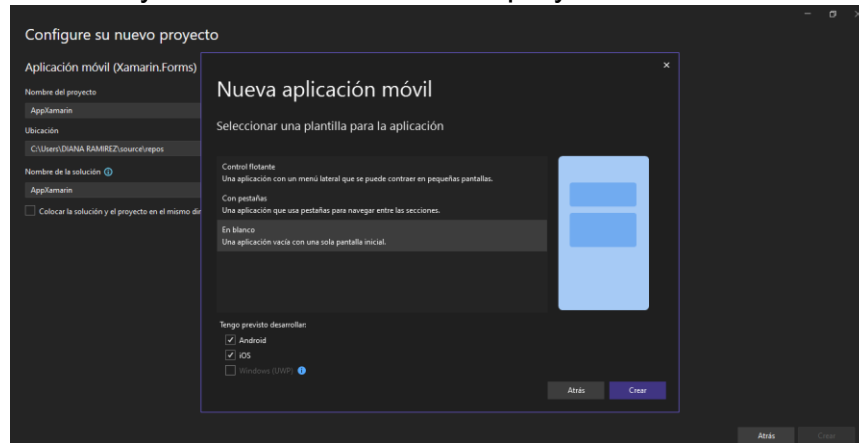 Configure su nuevo proyecto
Aplicación móvil (Xamarin.Forms)
Nombre del proyecto
AppXamarin
Ubicación
C:\Users\DIANA RAMIREZ\source\repos
Nombre de la solución
AppXamarin
Colocar la solución y el proyecto en el mismo dir
Nueva aplicación móvil
Seleccionar una plantilla para la aplicación
Control flotante
Una aplicación con un menú lateral que se puede contraer en pequeñas pantallas.
Con pestañas
Una aplicación que usa pestañas para navegar entre las secciones.
En blanco
Una aplicación vacía con una sola pantalla inicial.
Tengo previsto desarrollar:
Android
iOS
Windows (UWP)
Atrás Crear
Atrás Crear